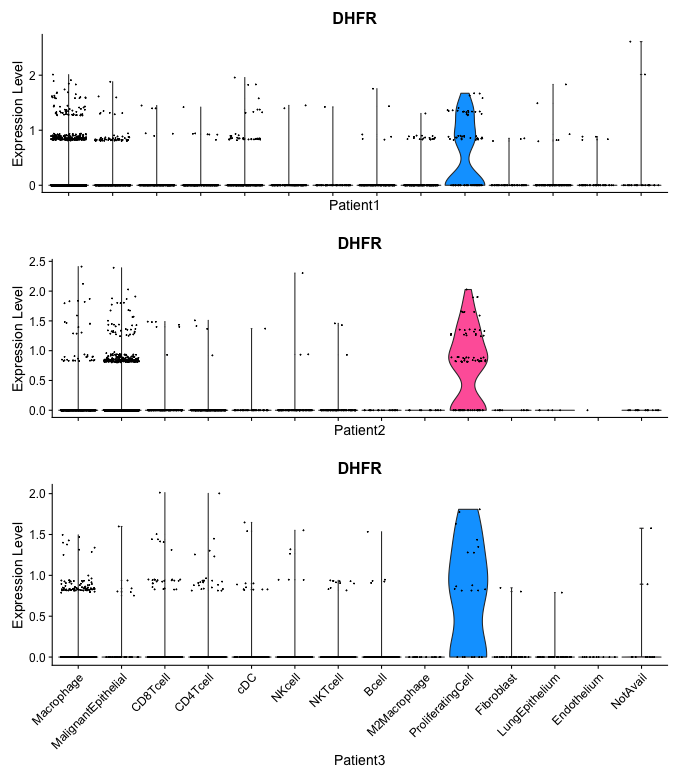 DHFR
Expression Level
2
1
0
Patient1
DHFR
Expression Level
2.5
2.0
1.5
1.0
0.5
0.0
Patient2
DHFR
Expression Level
2.0
1.5
1.0
0.5
0.0
Macrophage
MalignantEpithelial
CD8Tcell
CD4Tcell
cDC
NKcell
NKTcell
Bcell
M2Macrophage
ProliferatingCell
Fibroblast
LungEpithelium
Endothelium
NotAvail
Patient3